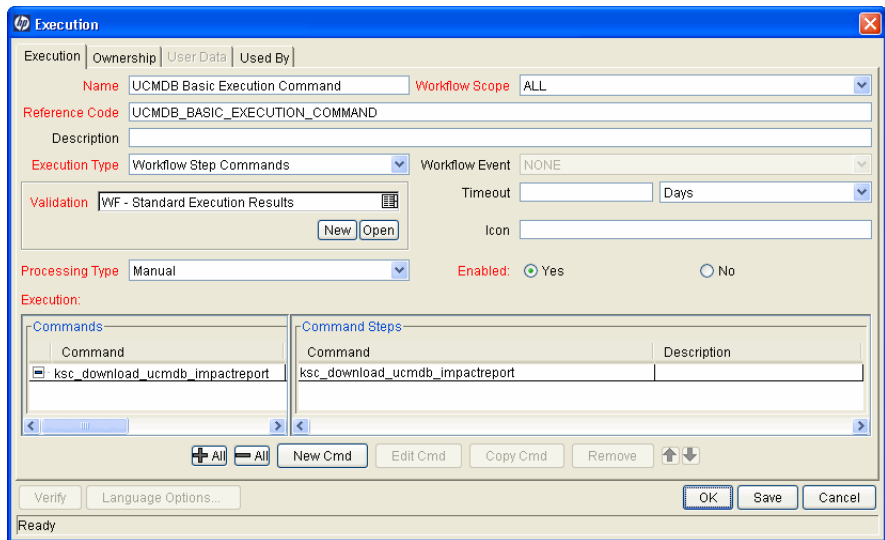 hp Execution
Execution Ownership User Data Used By
Name UCMDB Basic Execution Command Workflow Scope ALL
Reference Code UCMDB_BASIC_EXECUTION_COMMAND
Description
Execution Type Workflow Step Commands Workflow Event NONE
Validation WF - Standard Execution Results Timeout Days
New Open Icon
Processing Type Manual Enabled: Yes No
Execution:
Commands Command Steps
Command Command Description
ksc_download_ucmdb_impactreport ksc_download_ucmdb_impactreport
All All New Cmd Edit Cmd Copy Cmd Remove
Verify Language Options... OK Save Cancel
Ready